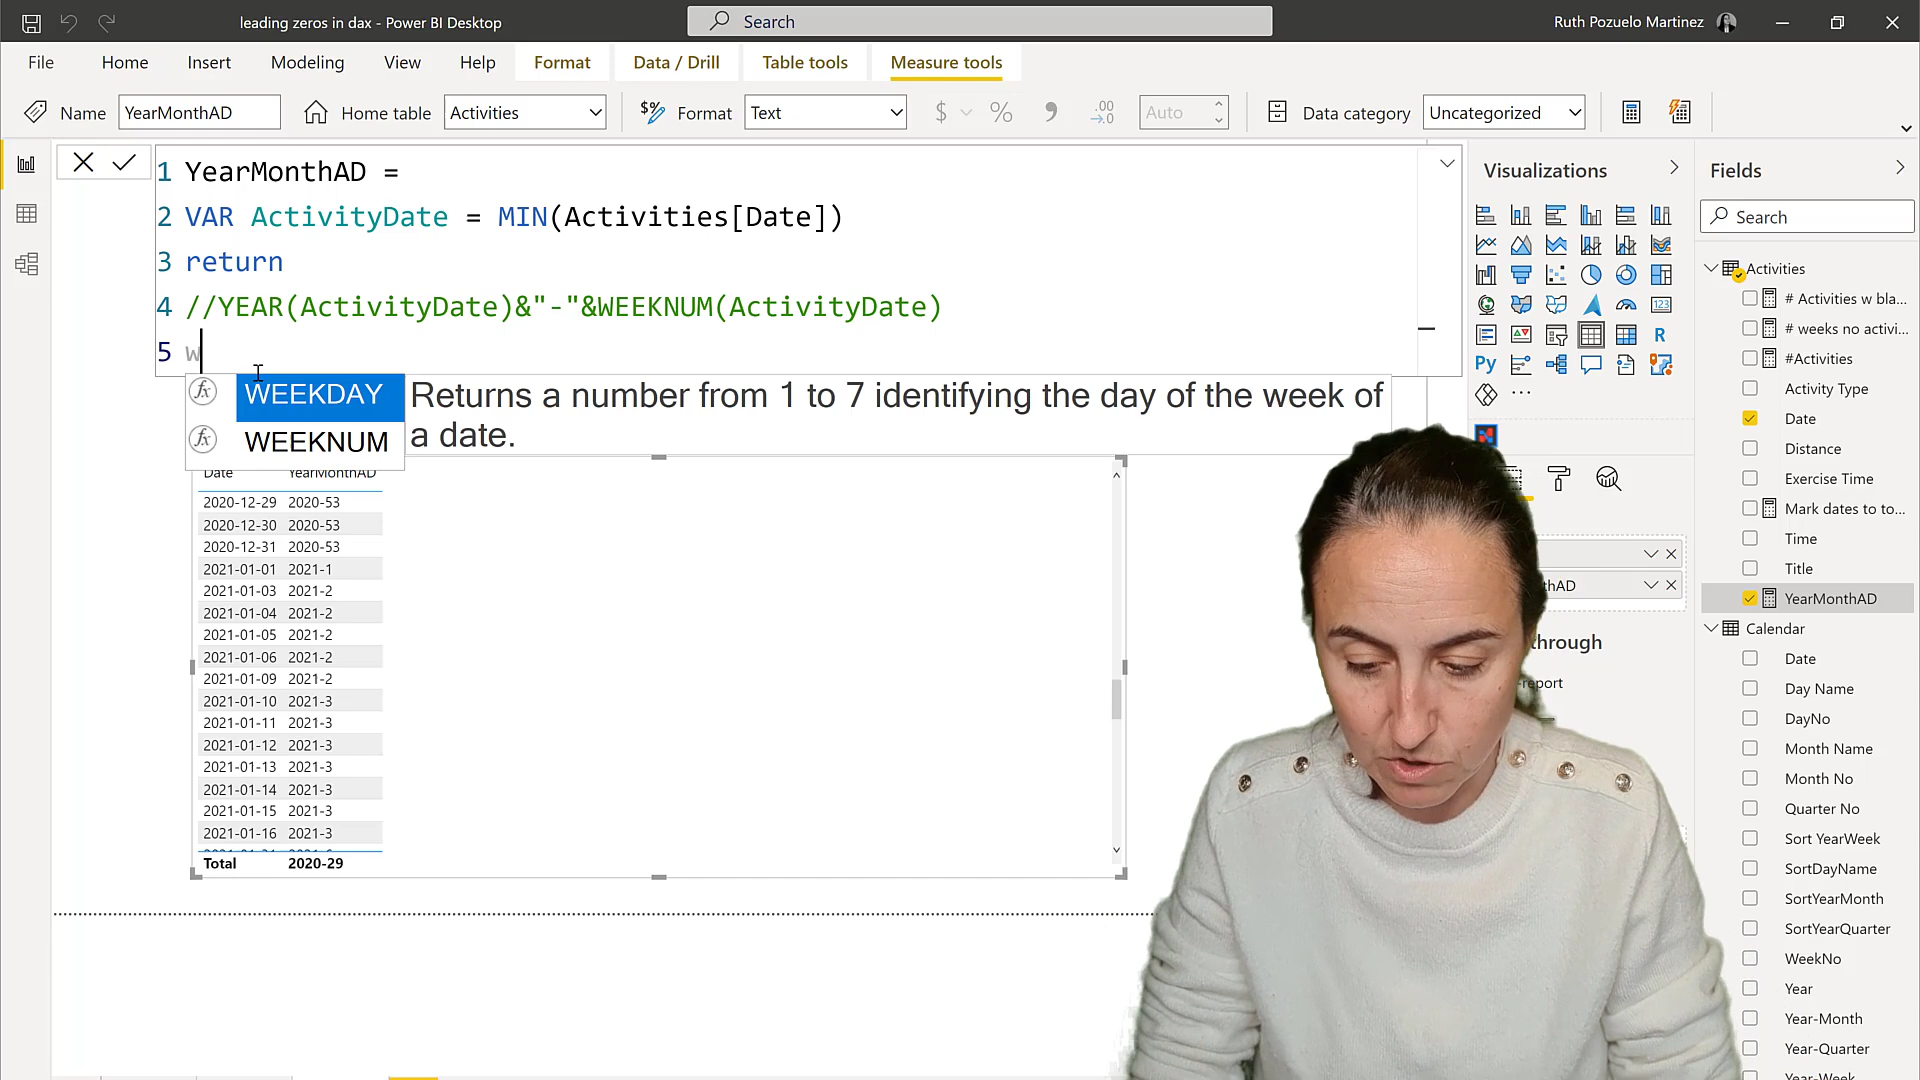 leading zeros in dax - Power BI Desktop
Search
Ruth Pozuelo Martinez
File Home Insert Modeling View Help Format Data / Drill Table tools Measure tools
Name YearMonthAD Home table Activities Format Text $ % Auto Data category Uncategorized
1 YearMonthAD =
2 VAR ActivityDate = MIN(Activities[Date])
3 return
4 //YEAR(ActivityDate)&"-"&WEEKNUM(ActivityDate)
5 w
WEEKDAY Returns a number from 1 to 7 identifying the day of the week of
a date.
WEEKNUM
Date YearMonthAD
2020-12-29 2020-53
2020-12-30 2020-53
2020-12-31 2020-53
2021-01-01 2021-1
2021-01-03 2021-2
2021-01-04 2021-2
2021-01-05 2021-2
2021-01-06 2021-2
2021-01-09 2021-2
2021-01-10 2021-3
2021-01-11 2021-3
2021-01-12 2021-3
2021-01-13 2021-3
2021-01-14 2021-3
2021-01-15 2021-3
2021-01-16 2021-3
Total 2020-29
Visualizations
R
Py
...
hAD
through
-report
Fields
Search
Activities
# Activities w bla...
# weeks no activi...
#Activities
Activity Type
Date
Distance
Exercise Time
Mark dates to to...
Time
Title
YearMonthAD
Calendar
Date
Day Name
DayNo
Month Name
Month No
Quarter No
Sort YearWeek
SortDayName
SortYearMonth
SortYearQuarter
WeekNo
Year
Year-Month
Year-Quarter